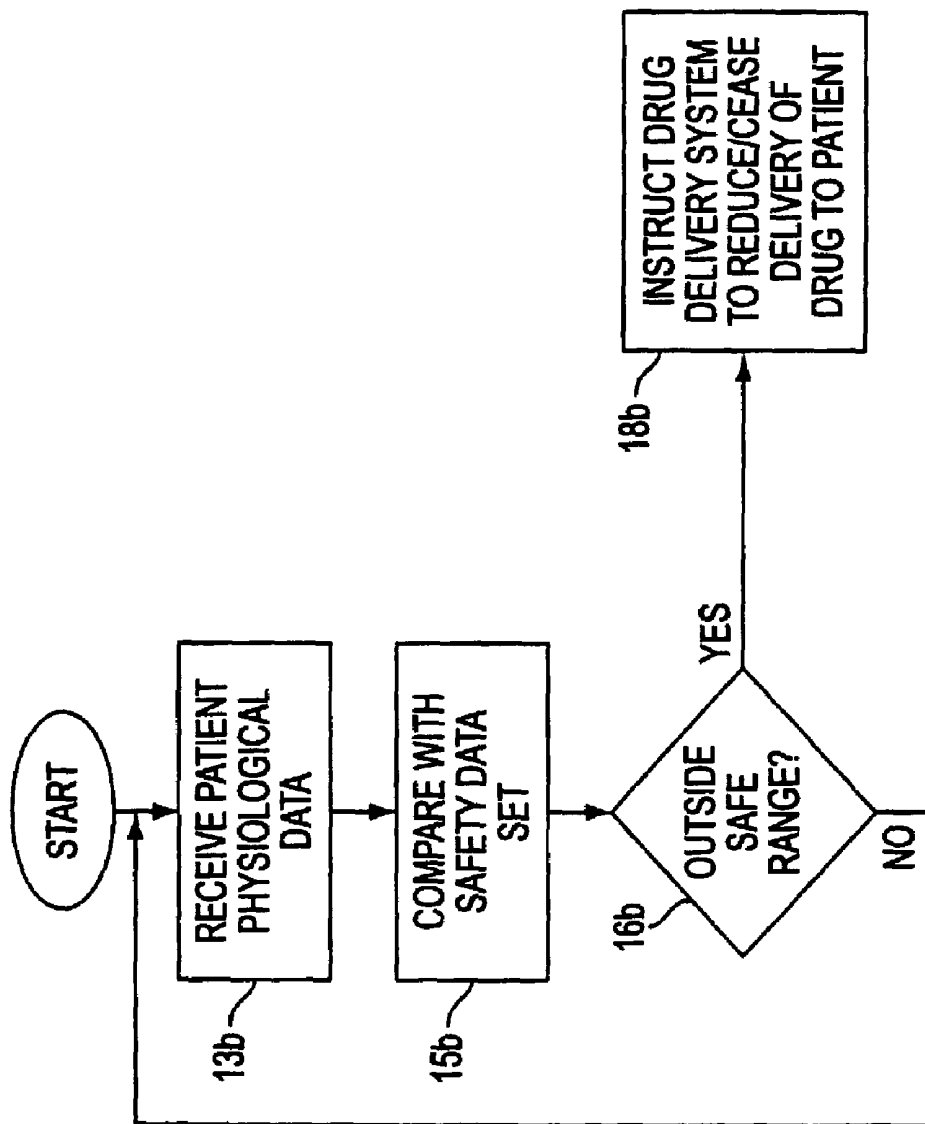 START
RECEIVE PATIENT
PHYSIOLOGICAL
DATA
13b
COMPARE WITH
SAFETY DATA
SET
15b
OUTSIDE
SAFE
RANGE?
16b
YES
NO
INSTRUCT DRUG
DELIVERY SYSTEM
TO REDUCE/CEASE
DELIVERY OF
DRUG TO PATIENT
18b